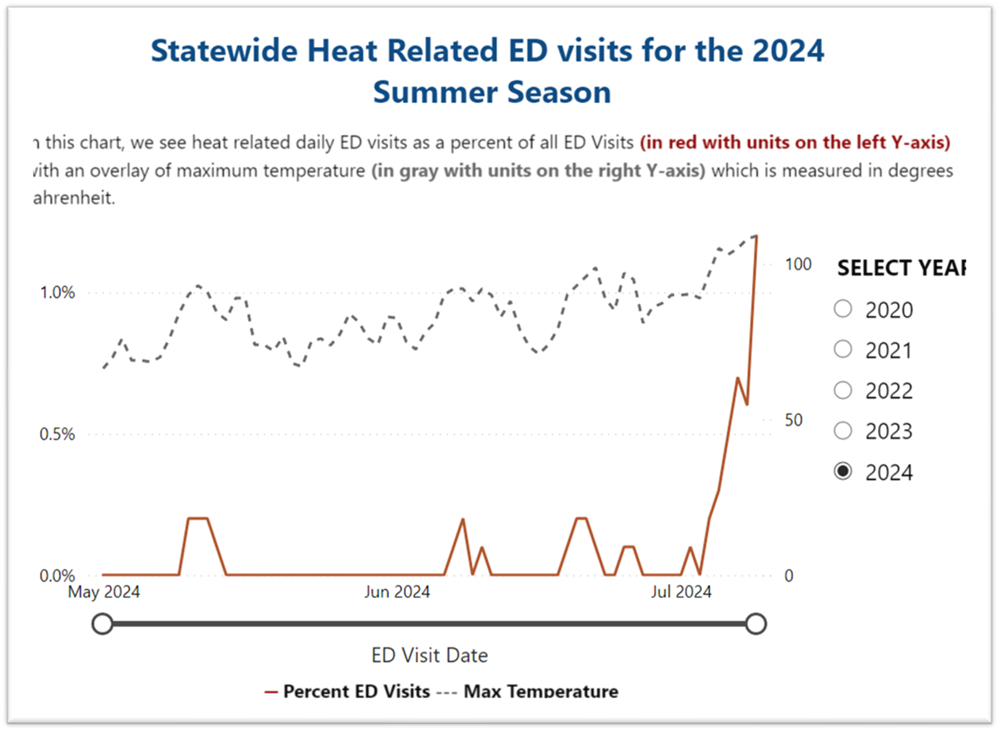 Statewide Heat Related ED visits for the 2024
Summer Season
n this chart, we see heat related daily ED visits as a percent of all ED Visits (in red with units on the left Y-axis)
with an overlay of maximum temperature (in gray with units on the right Y-axis) which is measured in degrees
ahrenheit.
1.0%
0.5%
0.0%
100
50
0
May 2024
Jun 2024
Jul 2024
ED Visit Date
Percent ED Visits --- Max Temperature
SELECT YEAR
2020
2021
2022
2023
2024